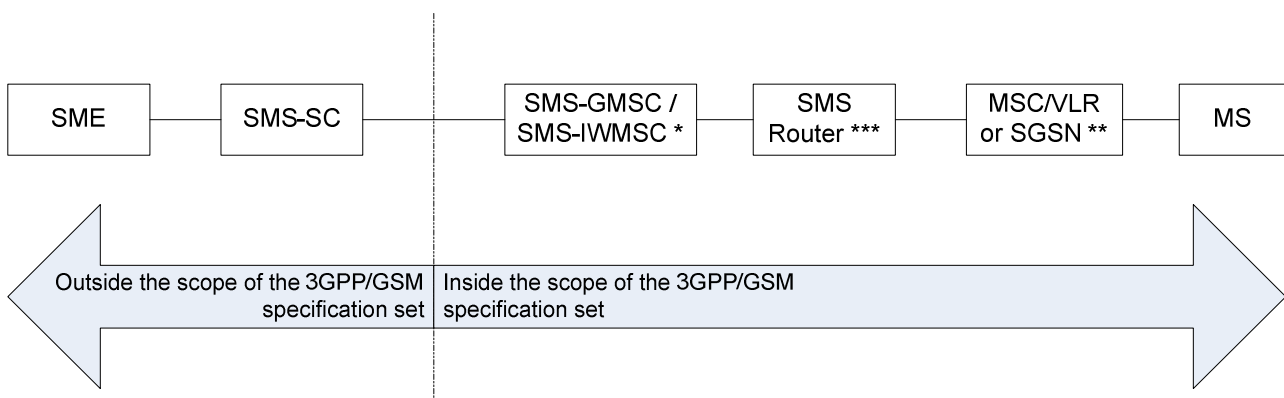 SME
SMS-SC
SMS-GMSC /
SMS-IWMSC *
SMS
Router ***
MSC/VLR
or SGSN **
MS
Outside the scope of the 3GPP/GSM
specification set
Inside the scope of the 3GPP/GSM
specification set